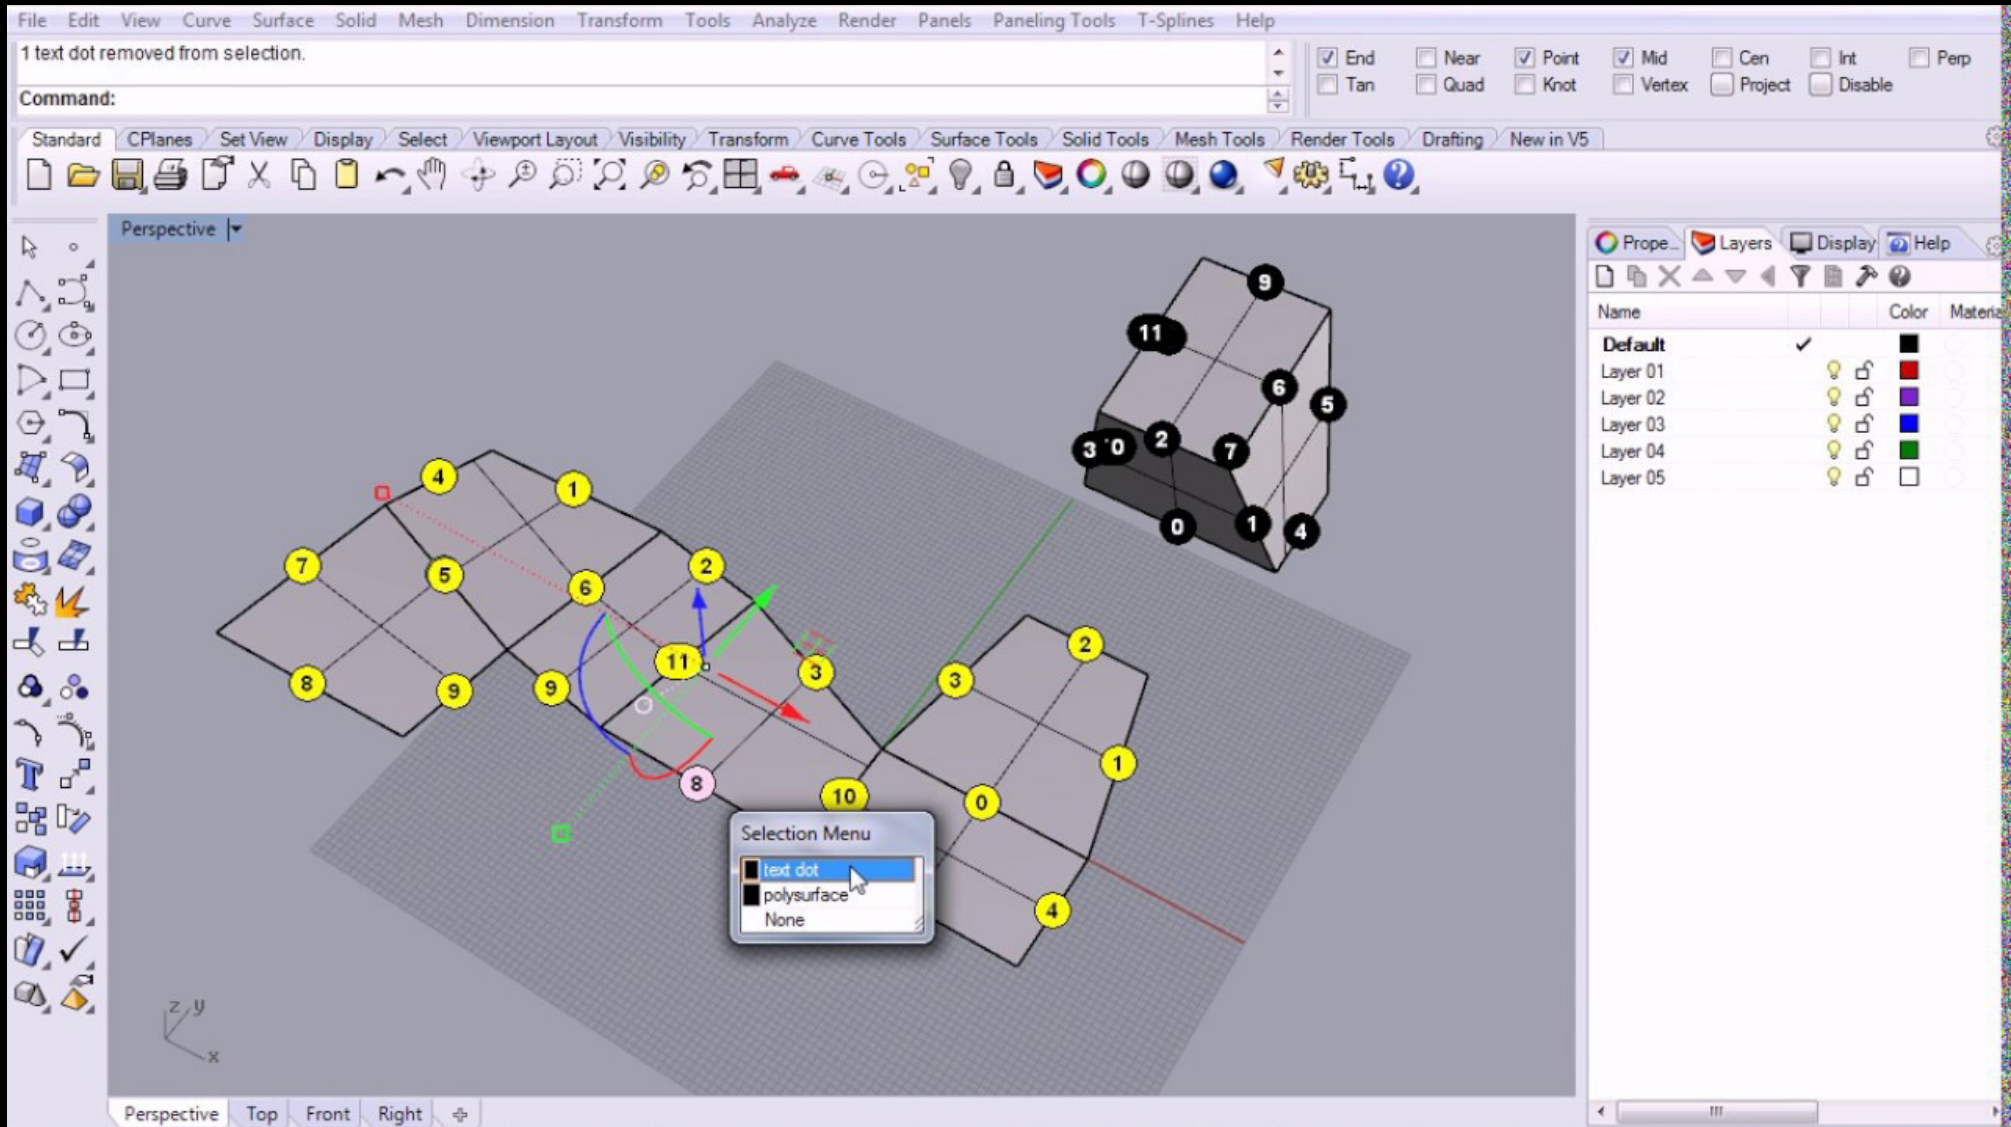 File Edit View Curve Surface Solid Mesh Dimension Transform Tools Analyze Render Panels Paneling Tools T-Splines Help
1 text dot removed from selection.
Command:
End Near Point Mid Cen Int Perp
Tan Quad Knot Vertex Project Disable
Standard CPlanes Set View Display Select Viewport Layout Visibility Transform Curve Tools Surface Tools Solid Tools Mesh Tools Render Tools Drafting New in V5
Perspective
Prope... Layers Display Help
Name Color Materia
Default
Layer 01
Layer 02
Layer 03
Layer 04
Layer 05
9
11
6
5
3 0 2 7
0 1 4
4 1
7 5 6 2
8 9 9 11 3
8 10
3 2
1
0
4
Selection Menu
text dot
polysurface
None
z y
x
Perspective Top Front Right